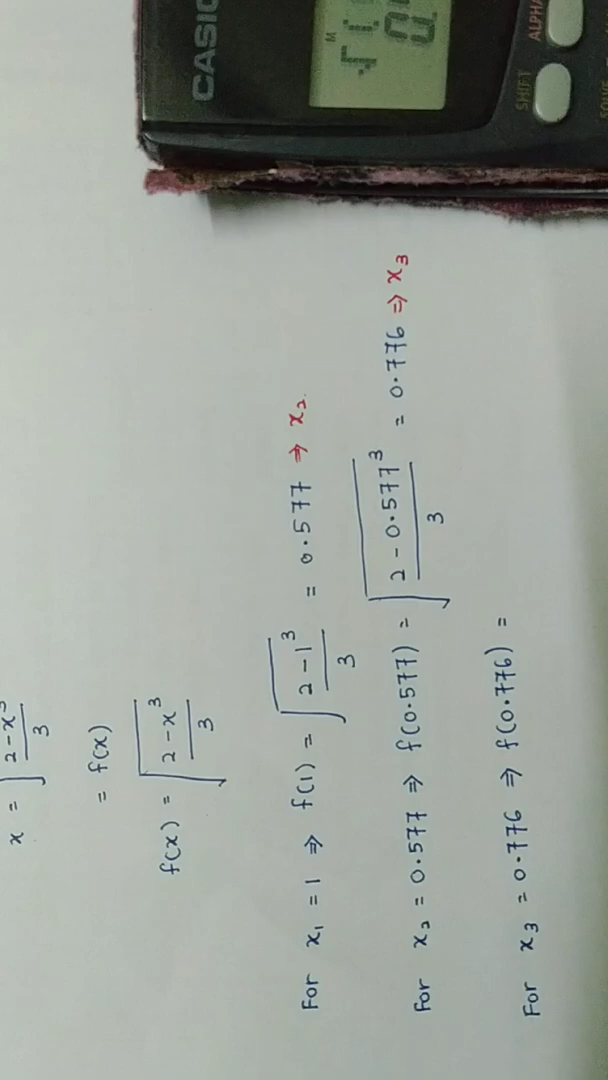 x = √((2-x³)/3)
= f(x)
f(x) = √((2-x³)/3)
For x₁ = 1 ⇒ f(1) = √((2-1³)/3) = 0.577 ⇒ x₂
For x₂ = 0.577 ⇒ f(0.577) = √((2-0.577³)/3) = 0.776 ⇒ x₃
For x₃ = 0.776 ⇒ f(0.776) =
CASIO
M
SHIFT
ALPHA